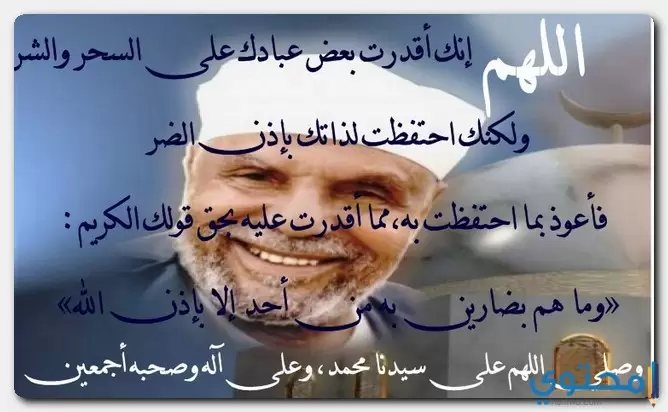 اللهم إنك أقدرت بعض عبادك على السحر والشر
ولكنك احتفظت لذاتك بإذن الضر
فأعوذ بما احتفظت به، مما أقدرت عليه بحق قولك الكريم :
«وما هم بضارين به من أحد إلا بإذن الله»
وصلي اللهم على سيدنا محمد، وعلى آله وصحبه أجمعين
محتوى